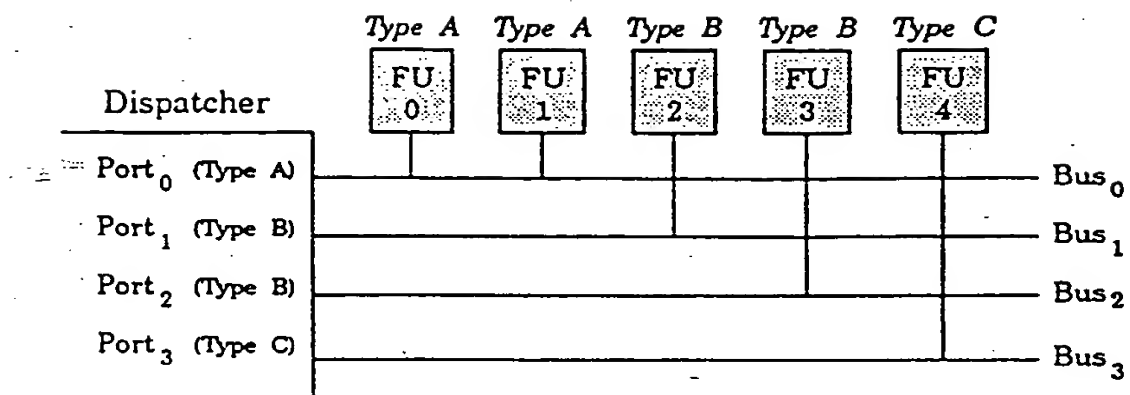 Type A Type A Type B Type B Type C
FU FU FU FU FU
0 1 2 3 4
Dispatcher
Port0 (Type A) Bus0
Port1 (Type B) Bus1
Port2 (Type B) Bus2
Port3 (Type C) Bus3